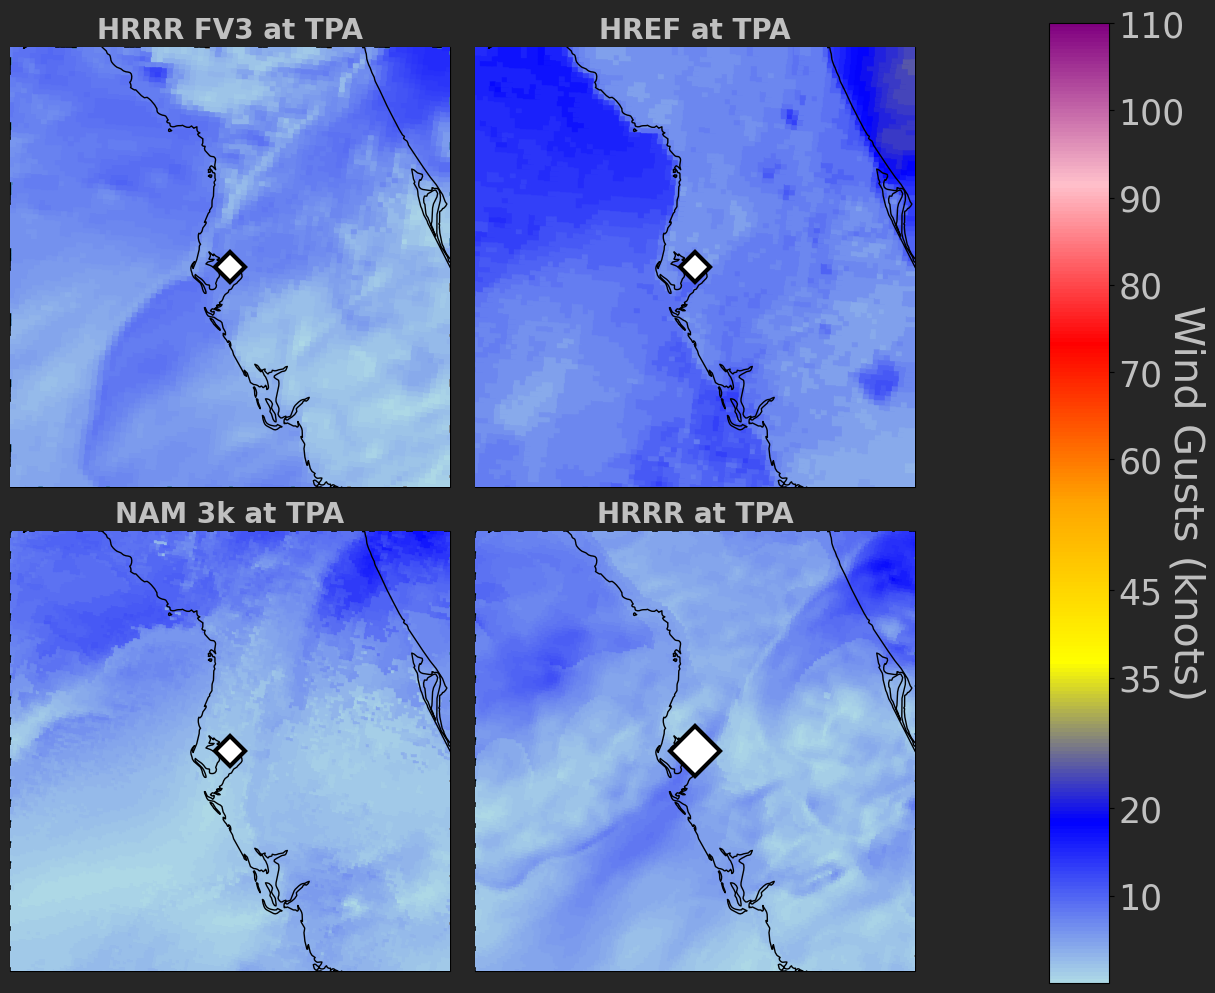 HRRR FV3 at TPA
HREF at TPA
NAM 3k at TPA
HRRR at TPA
110
100
90
80
70
60
45
35
20
10
Wind Gusts (knots)